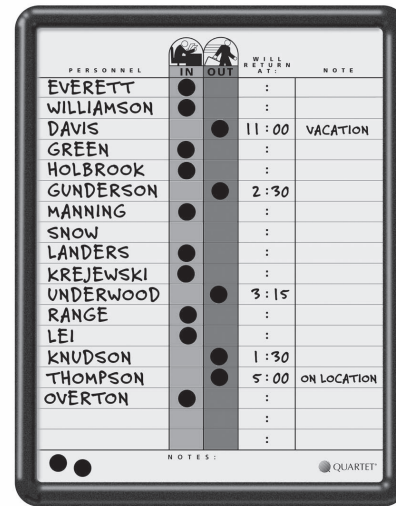 PERSONNEL IN OUT WILL RETURN AT: NOTE
EVERETT :
WILLIAMSON :
DAVIS 11:00 VACATION
GREEN :
HOLBROOK :
GUNDERSON 2:30
MANNING :
SNOW :
LANDERS :
KREJEWSKI :
UNDERWOOD 3:15
RANGE :
LEI :
KNUDSON 1:30
THOMPSON 5:00 ON LOCATION
OVERTON :
:
:
NOTES:
QUARTET